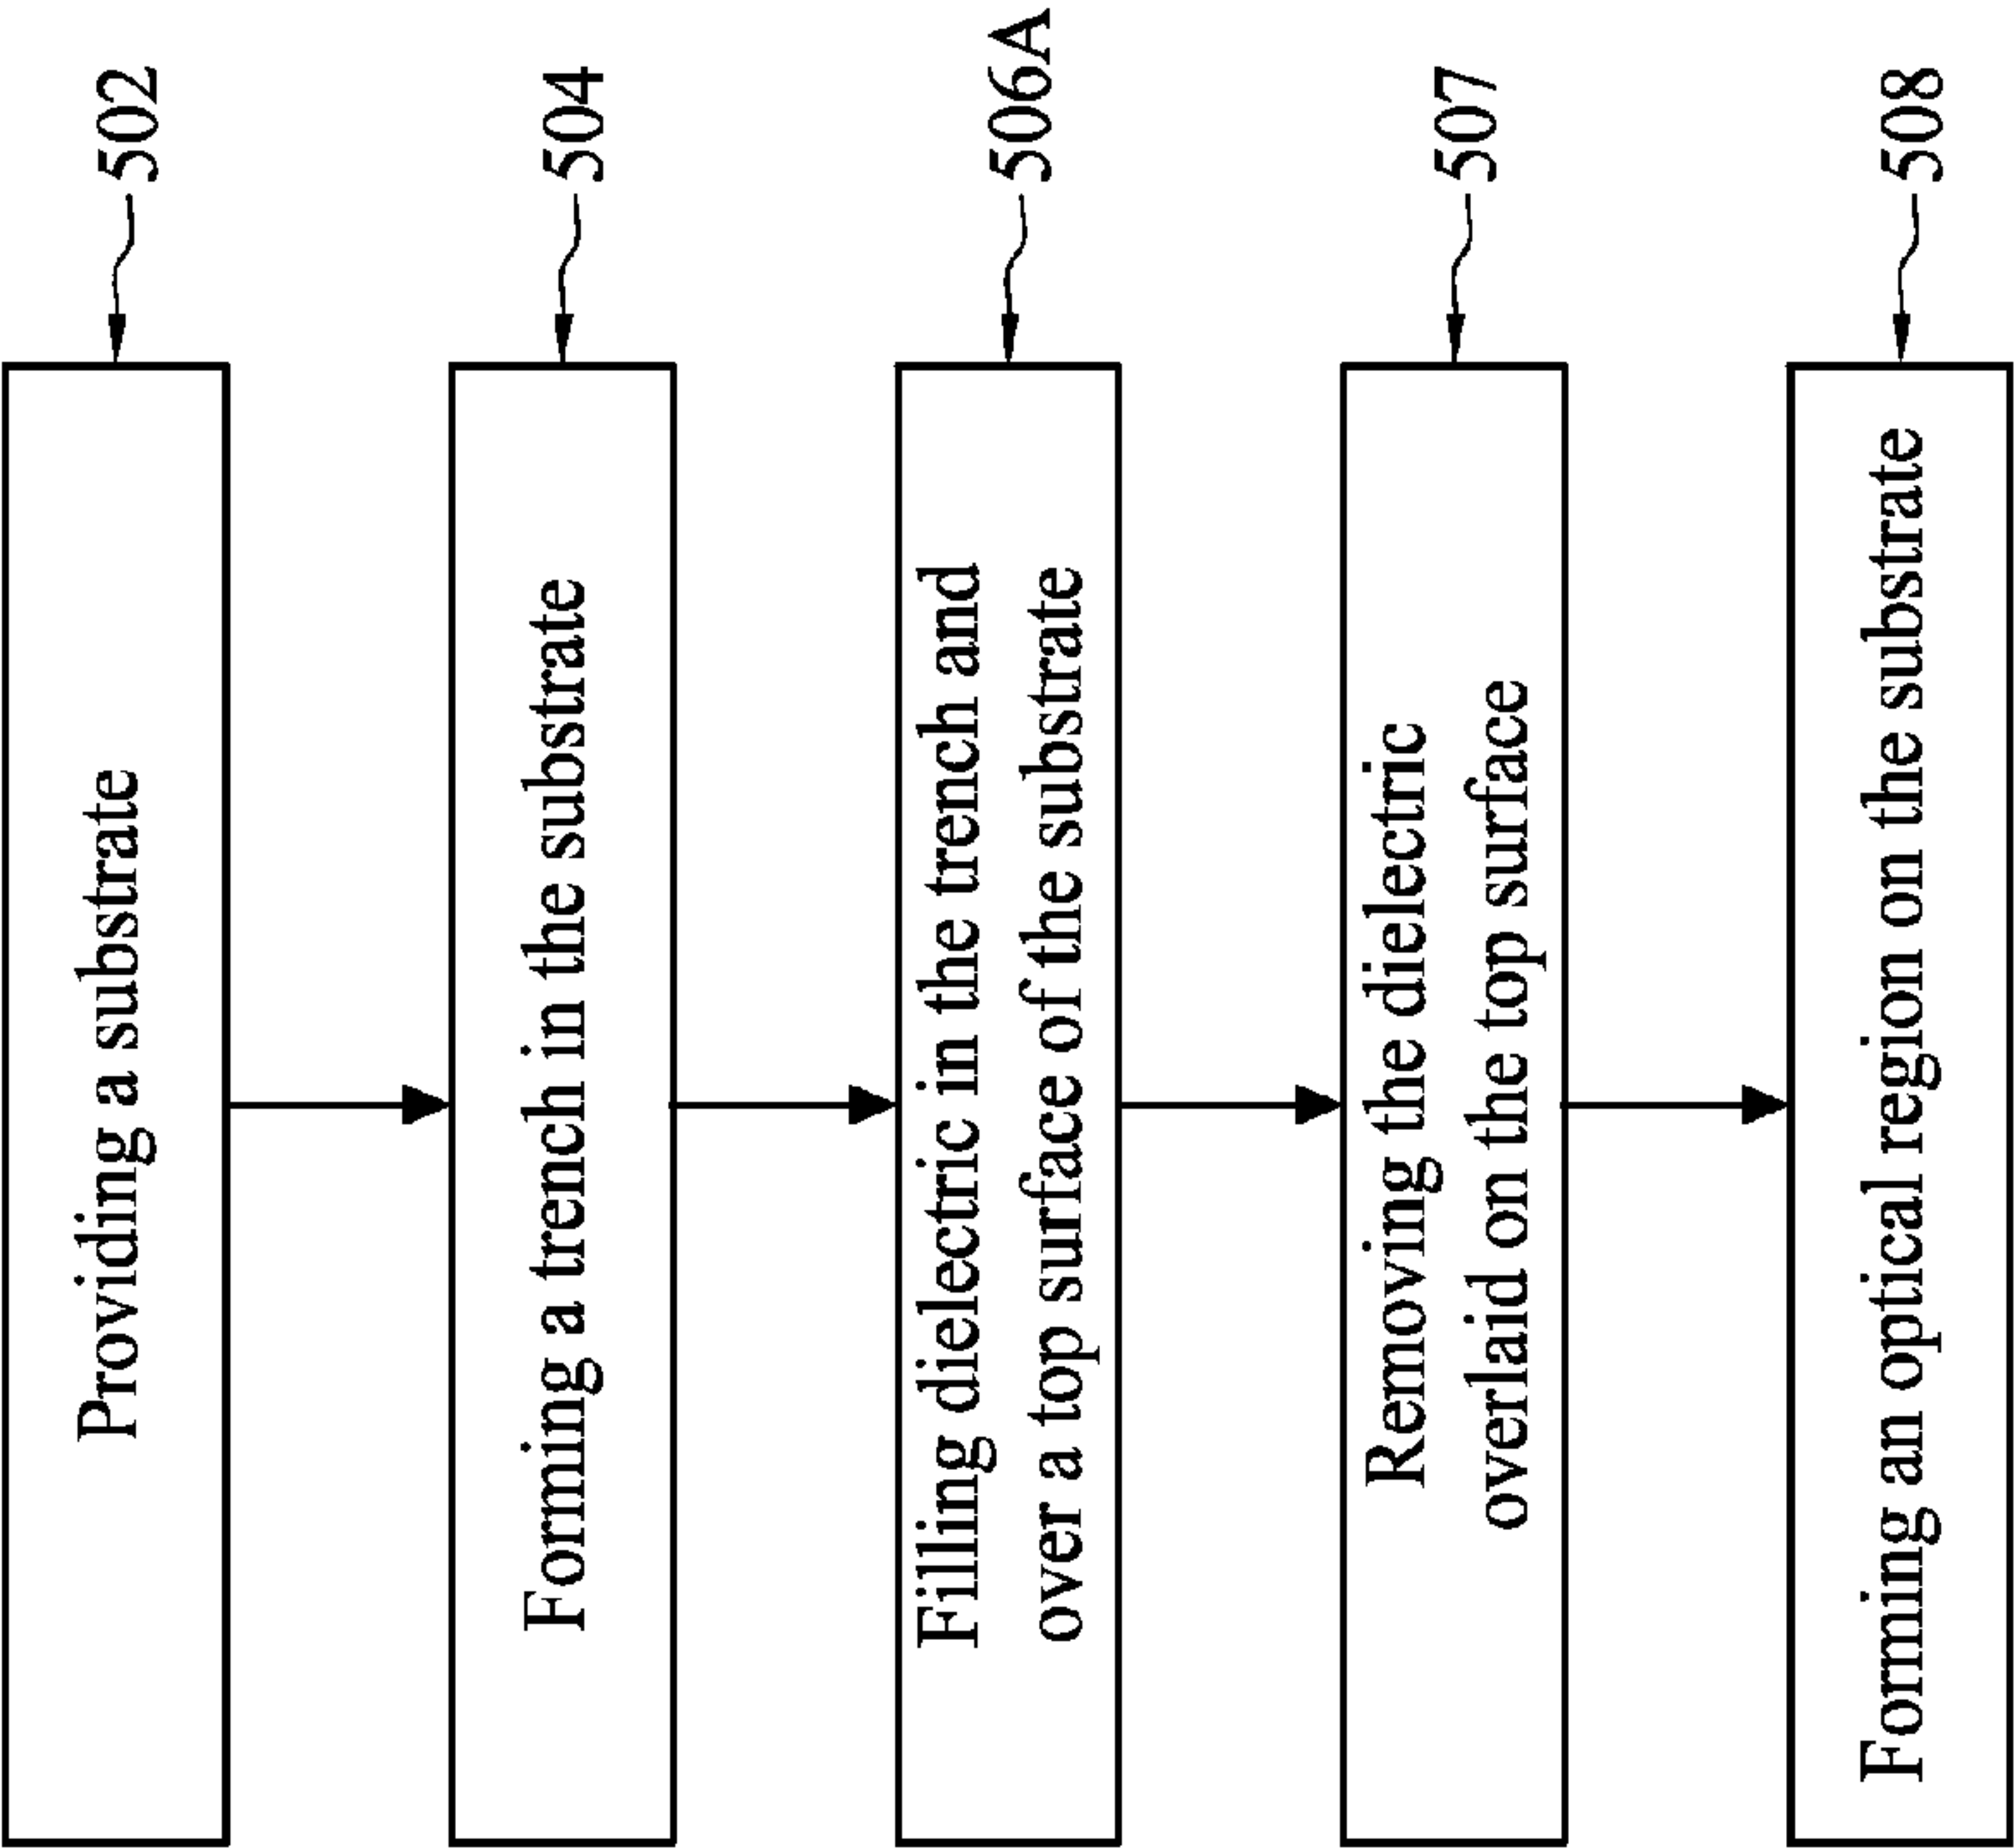 Providing a substrate
502
Forming a trench in the substrate
504
Filling dielectric in the trench and
over a top surface of the substrate
506A
Removing the dielectric
overlaid on the top surface
507
Forming an optical region on the substrate
508